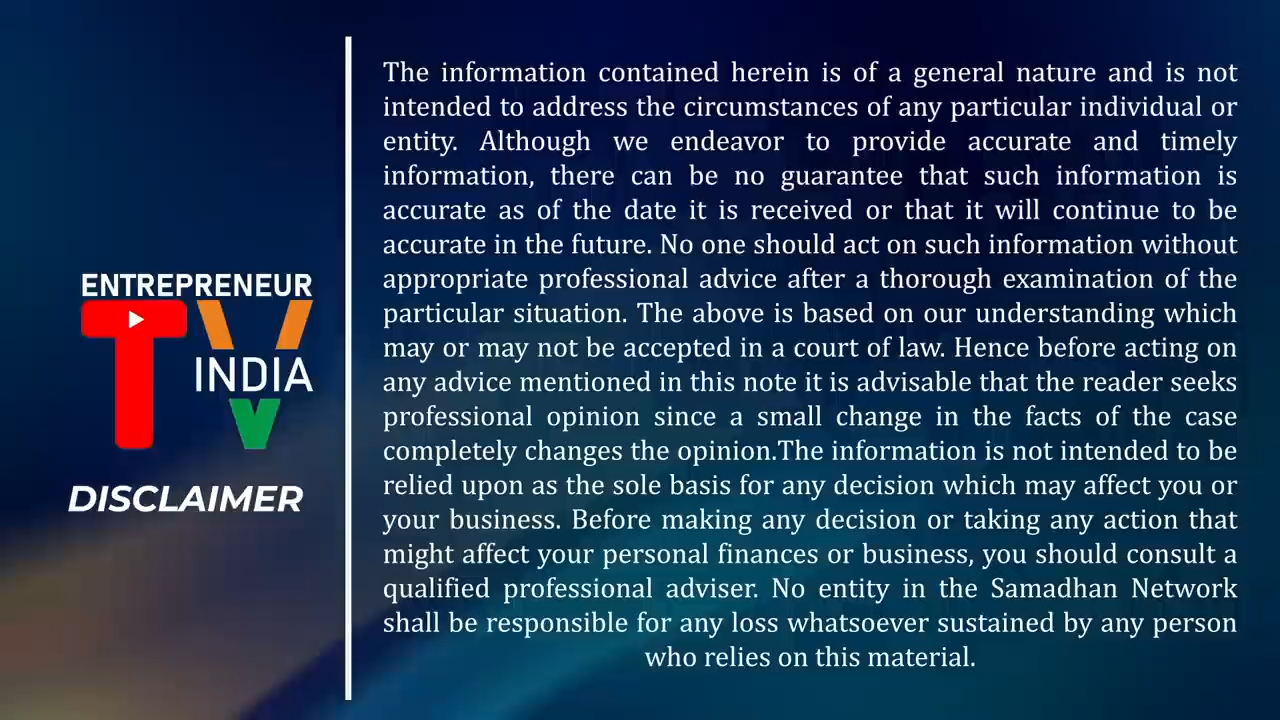 ENTREPRENEUR
TV
INDIA
DISCLAIMER
The information contained herein is of a general nature and is not
intended to address the circumstances of any particular individual or
entity. Although we endeavor to provide accurate and timely
information, there can be no guarantee that such information is
accurate as of the date it is received or that it will continue to be
accurate in the future. No one should act on such information without
appropriate professional advice after a thorough examination of the
particular situation. The above is based on our understanding which
may or may not be accepted in a court of law. Hence before acting on
any advice mentioned in this note it is advisable that the reader seeks
professional opinion since a small change in the facts of the case
completely changes the opinion.The information is not intended to be
relied upon as the sole basis for any decision which may affect you or
your business. Before making any decision or taking any action that
might affect your personal finances or business, you should consult a
qualified professional adviser. No entity in the Samadhan Network
shall be responsible for any loss whatsoever sustained by any person
who relies on this material.